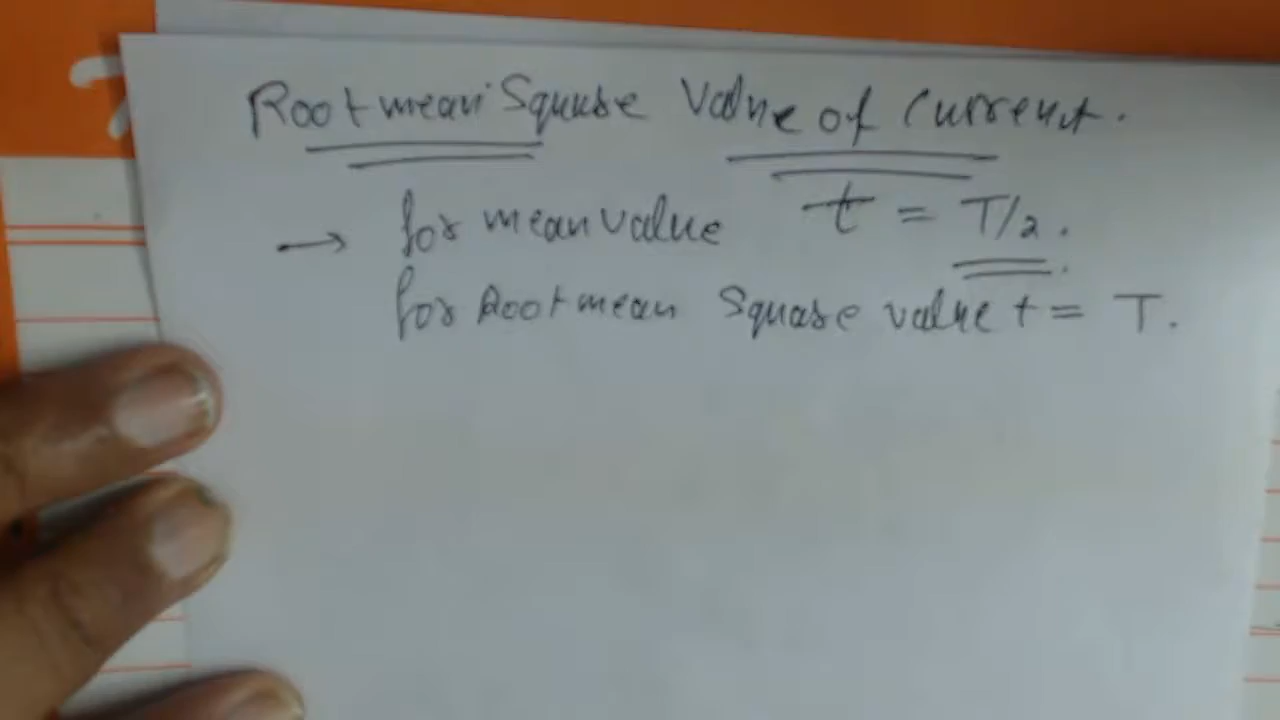 Root mean Square Value of Current.
→ for mean value t = T/2.
for Root mean Square value t = T.